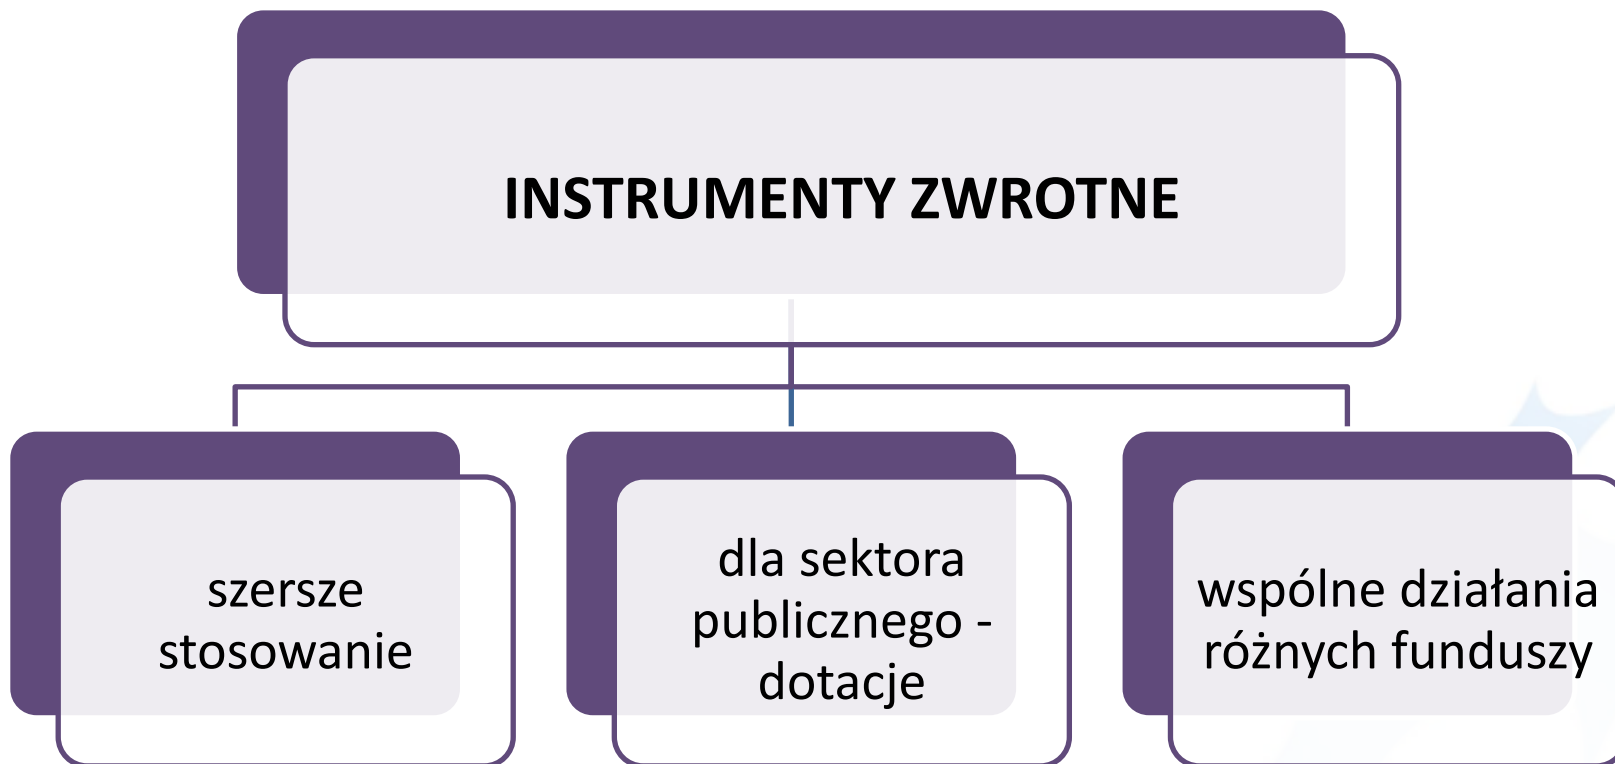 INSTRUMENTY ZWROTNE
szersze
stosowanie
dla sektora
publicznego -
dotacje
wspólne działania
różnych funduszy